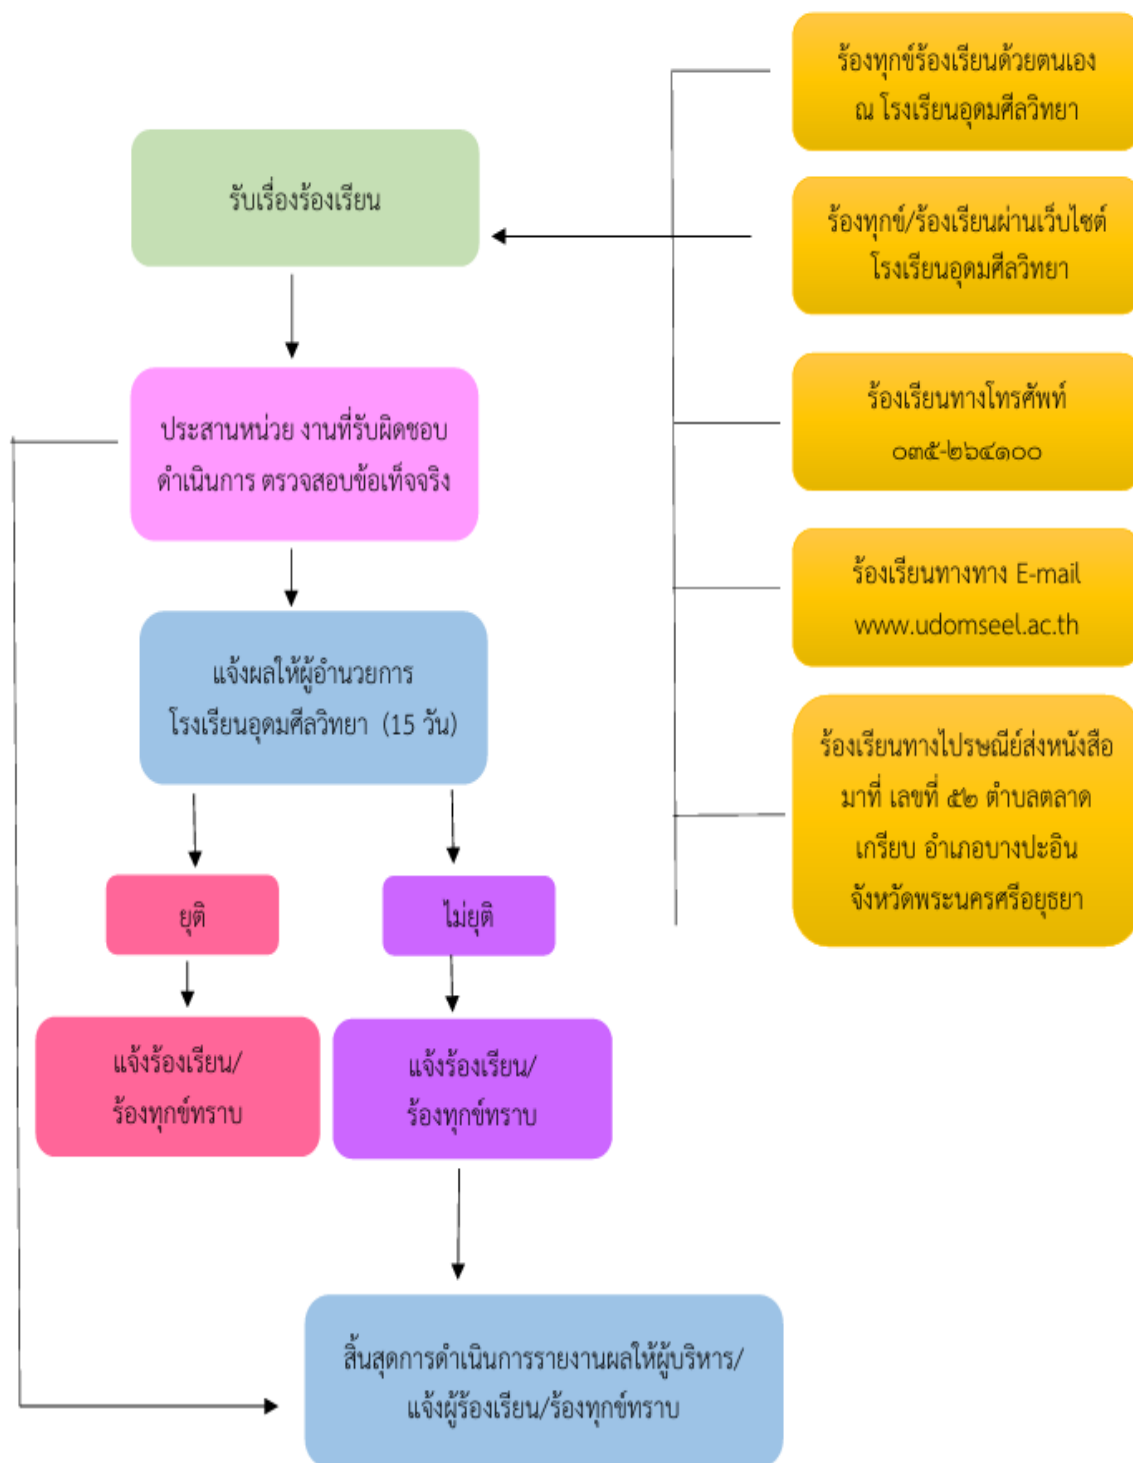 รับเรื่องร้องเรียน
ประสานหน่วย งานที่รับผิดชอบ
ดำเนินการ ตรวจสอบข้อเท็จจริง
แจ้งผลให้ผู้อำนวยการ
โรงเรียนอุดมศีลวิทยา (15 วัน)
ยุติ
ไม่ยุติ
แจ้งร้องเรียน/
ร้องทุกข์ทราบ
แจ้งร้องเรียน/
ร้องทุกข์ทราบ
สิ้นสุดการดำเนินการรายงานผลให้ผู้บริหาร/
แจ้งผู้ร้องเรียน/ร้องทุกข์ทราบ
ร้องทุกข์ร้องเรียนด้วยตนเอง
ณ โรงเรียนอุดมศีลวิทยา
ร้องทุกข์/ร้องเรียนผ่านเว็บไซต์
โรงเรียนอุดมศีลวิทยา
ร้องเรียนทางโทรศัพท์
๐๓๕-๒๖๔๑๐๐
ร้องเรียนทางทาง E-mail
www.udomseel.ac.th
ร้องเรียนทางไปรษณีย์ส่งหนังสือ
มาที่ เลขที่ ๕๒ ตำบลตลาด
เกรียบ อำเภอบางปะอิน
จังหวัดพระนครศรีอยุธยา